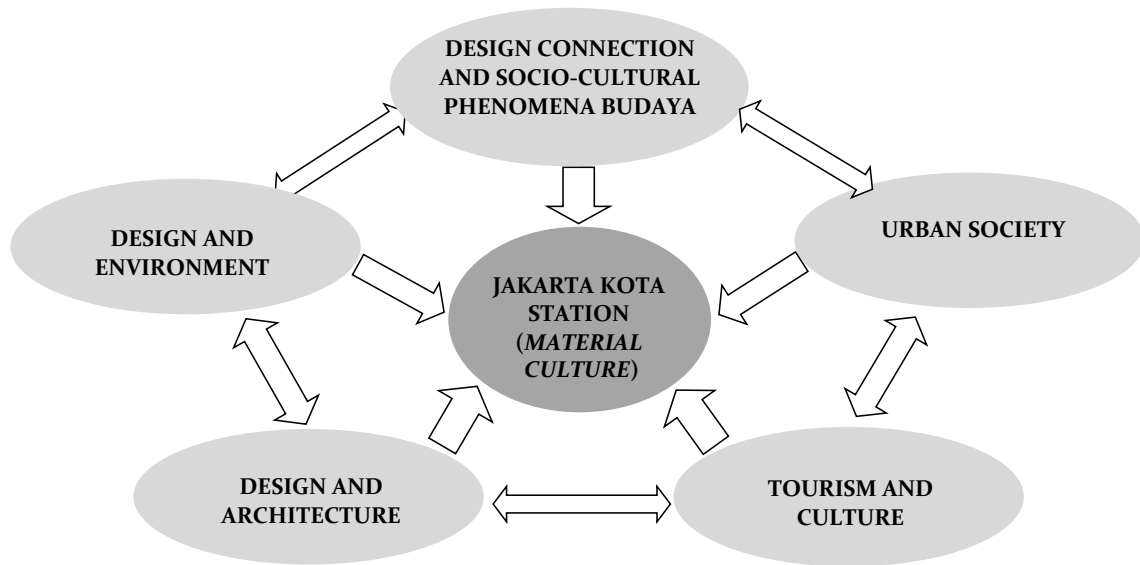 DESIGN CONNECTION
AND SOCIO-CULTURAL
PHENOMENA BUDAYA
DESIGN AND
ENVIRONMENT
URBAN SOCIETY
JAKARTA KOTA
STATION
(MATERIAL
CULTURE)
DESIGN AND
ARCHITECTURE
TOURISM AND
CULTURE